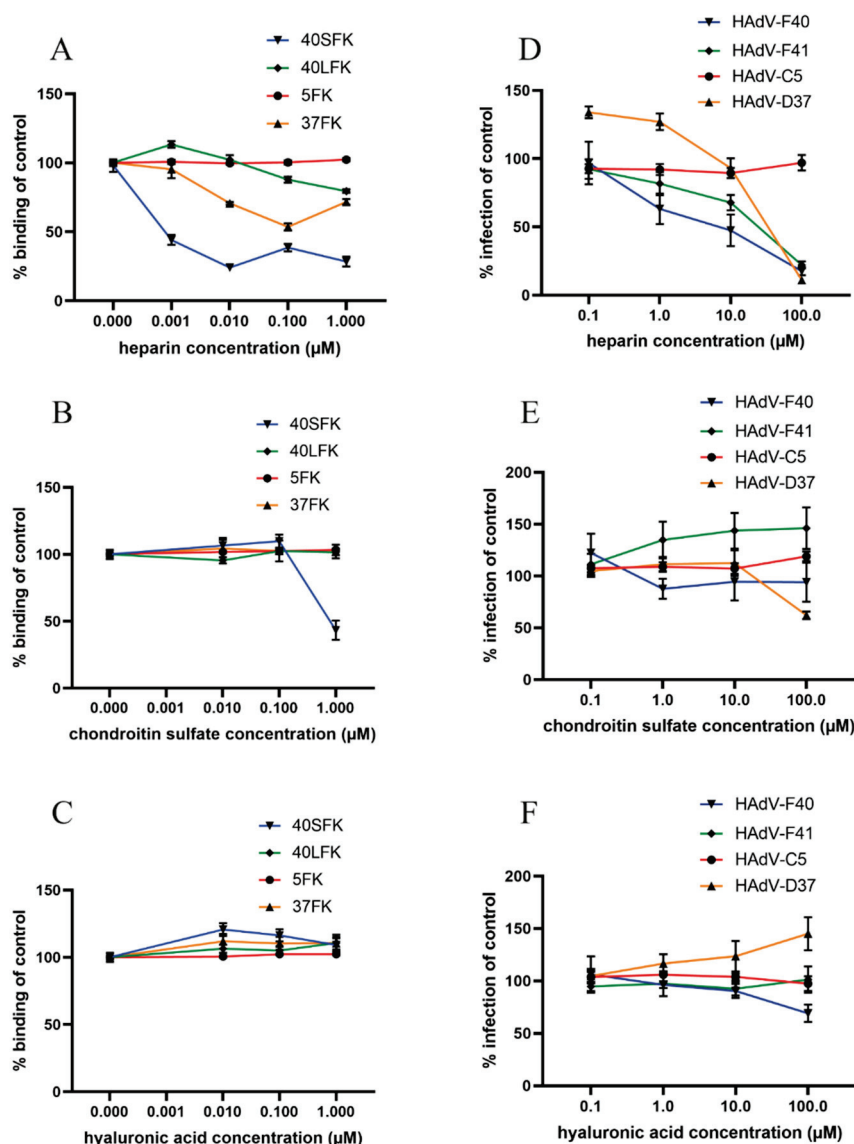 A
40SFK
40LFK
5FK
37FK
% binding of control
150
100
50
0
0.000 0.001 0.010 0.100 1.000
heparin concentration (µM)
D
HAdV-F40
HAdV-F41
HAdV-C5
HAdV-D37
% infection of control
150
100
50
0
0.1 1.0 10.0 100.0
heparin concentration (µM)
B
40SFK
40LFK
5FK
37FK
% binding of control
150
100
50
0
0.000 0.001 0.010 0.100 1.000
chondroitin sulfate concentration (µM)
E
HAdV-F40
HAdV-F41
HAdV-C5
HAdV-D37
% infection of control
200
150
100
50
0
0.1 1.0 10.0 100.0
chondroitin sulfate concentration (µM)
C
40SFK
40LFK
5FK
37FK
% binding of control
150
100
50
0
0.000 0.001 0.010 0.100 1.000
hyaluronic acid concentration (µM)
F
HAdV-F40
HAdV-F41
HAdV-C5
HAdV-D37
% infection of control
200
150
100
50
0
0.1 1.0 10.0 100.0
hyaluronic acid concentration (µM)